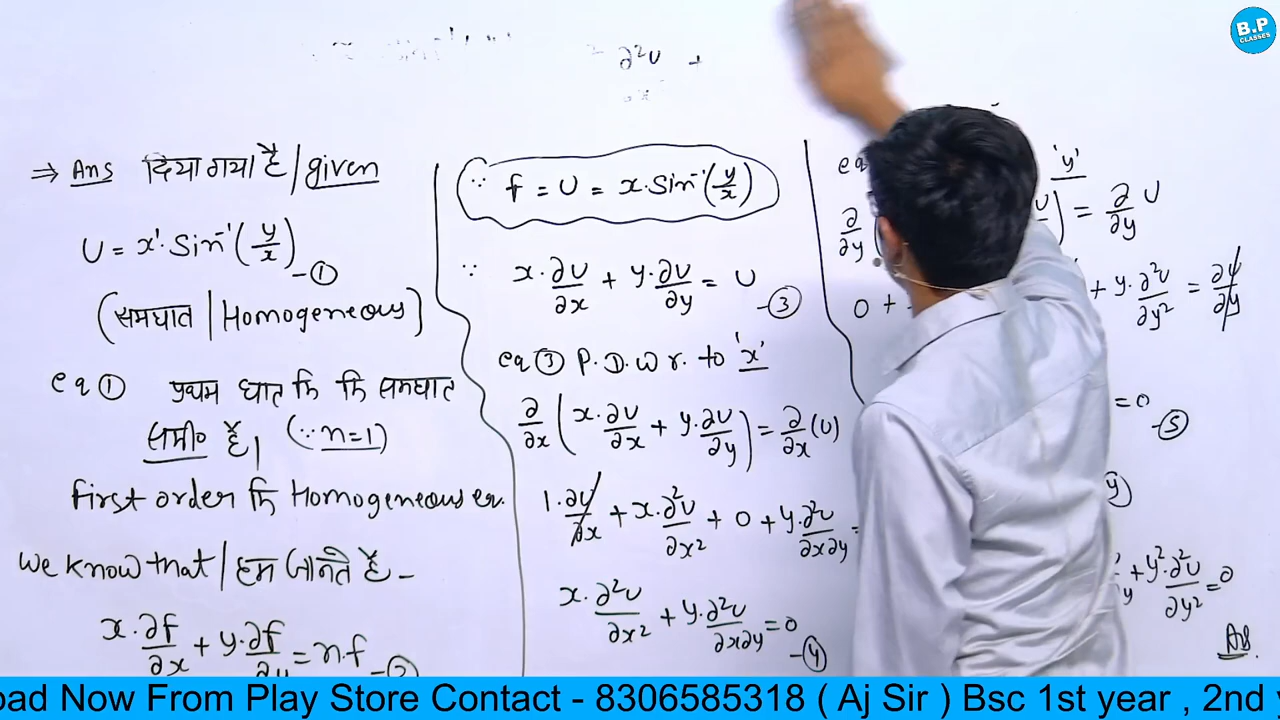 ∂²U +
⇒ Ans दिया गया है / given
U = x¹·Sin⁻¹(y/x) –①
(समघात / Homogeneous)
eq ① प्रथम घात कि कि समघात
समी० है। (∵ n=1)
First order कि Homogeneous er.
We know that / हम जानते हैं –
x·∂f/∂x + y·∂f/∂y = n.f –②
∵ f = U = x.Sin⁻¹(y/x)
∵ x·∂U/∂x + y·∂U/∂y = U –③
eq ③ P. D. W r. to 'x'
∂/∂x (x·∂U/∂x + y·∂U/∂y) = ∂/∂x (U)
1·∂U/∂x + x·∂²U/∂x² + 0 + y·∂²U/∂x∂y =
x·∂²U/∂x² + y·∂²U/∂x∂y = 0 –④
eq 'y'
∂/∂y ( ) = ∂/∂y U
0 + + y·∂²U/∂y² = ∂U/∂y
= 0 –⑤
+ y²·∂²U/∂y² = 0
Ans.
B.P
CLASSES
oad Now From Play Store Contact - 8306585318 ( Aj Sir ) Bsc 1st year , 2nd y